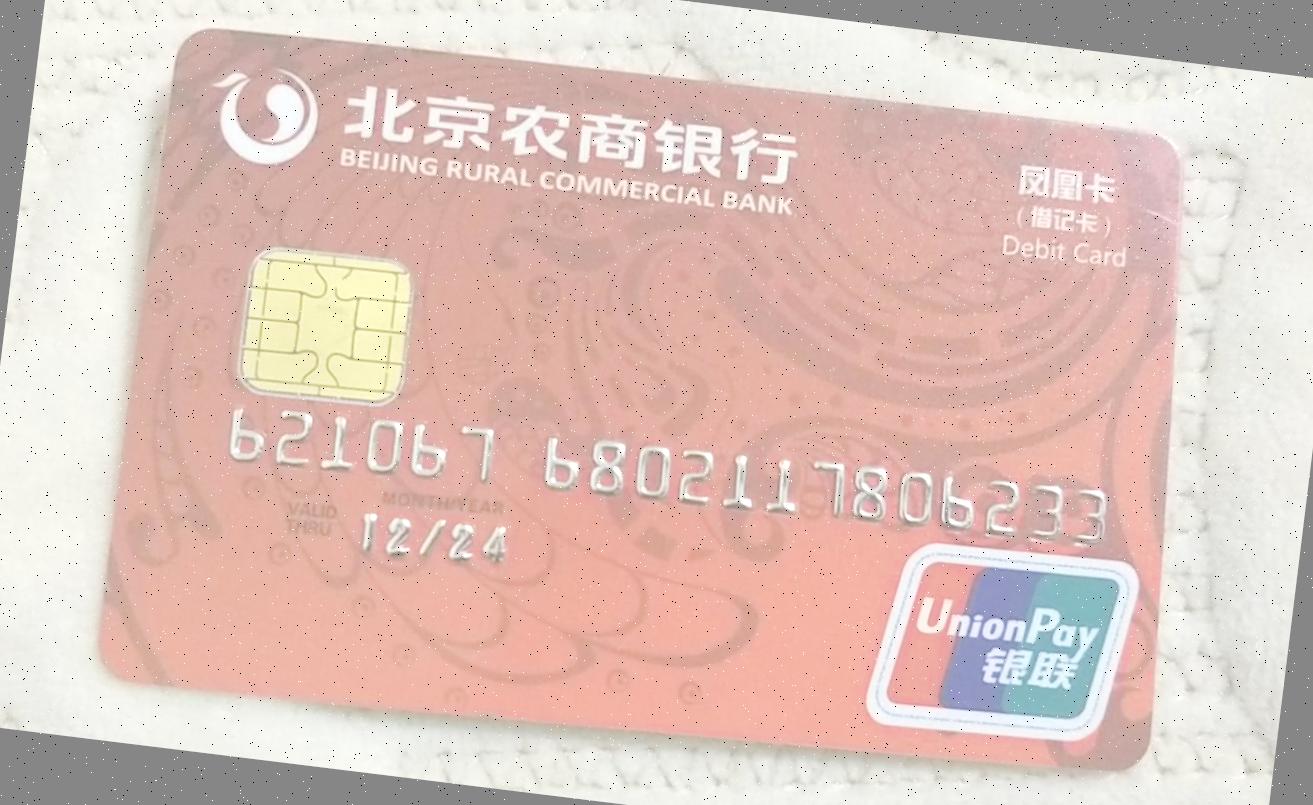 北京农商银行
BEIJING RURAL COMMERCIAL BANK
凤凰卡
(借记卡)
Debit Card
621067 6802117806233
MONTH/YEAR
VALID
THRU
12/24
UnionPay
银联